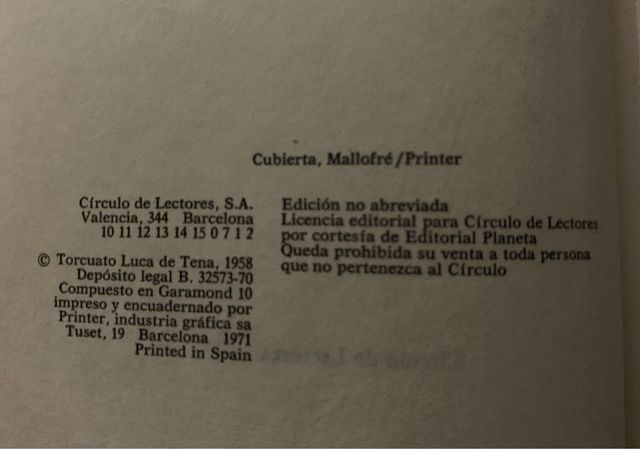 Cubierta, Mallofré/Printer
Círculo de Lectores, S.A.
Valencia, 344 Barcelona
10 11 12 13 14 15 0 7 1 2
© Torcuato Luca de Tena, 1958
Depósito legal B. 32573-70
Compuesto en Garamond 10
impreso y encuadernado por
Printer, industria gráfica sa
Tuset, 19 Barcelona 1971
Printed in Spain
Edición no abreviada
Licencia editorial para Círculo de Lectores
por cortesía de Editorial Planeta
Queda prohibida su venta a toda persona
que no pertenezca al Círculo